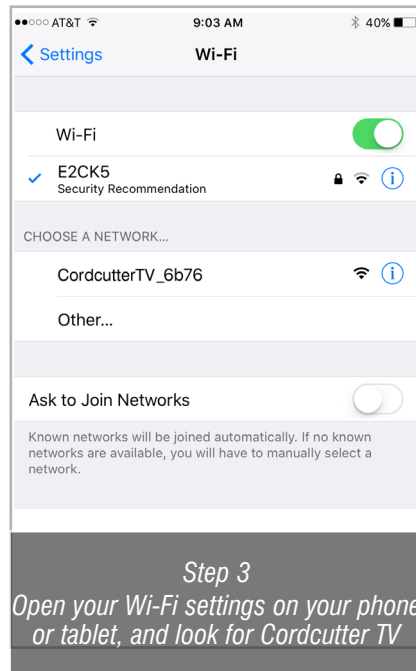 AT&T 9:03 AM 40%
Settings Wi-Fi
Wi-Fi
E2CK5
Security Recommendation
CHOOSE A NETWORK...
CordcutterTV_6b76
Other...
Ask to Join Networks
Known networks will be joined automatically. If no known
networks are available, you will have to manually select a
network.
Step 3
Open your Wi-Fi settings on your phone
or tablet, and look for Cordcutter TV